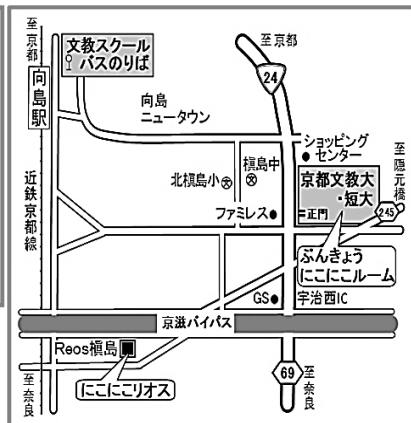 至京都
文教スクール
バスのりば
至京都
24
向島駅
向島
ニュータウン
ショッピング
センター
至隠元橋
槇島中
北槇島小
京都文教大
・短大
245
近鉄京都線
ファミレス
正門
ぶんきょう
にこにこルーム
GS
宇治西IC
京滋バイパス
Reos槇島
にこにこリオス
69
至奈良
至奈良